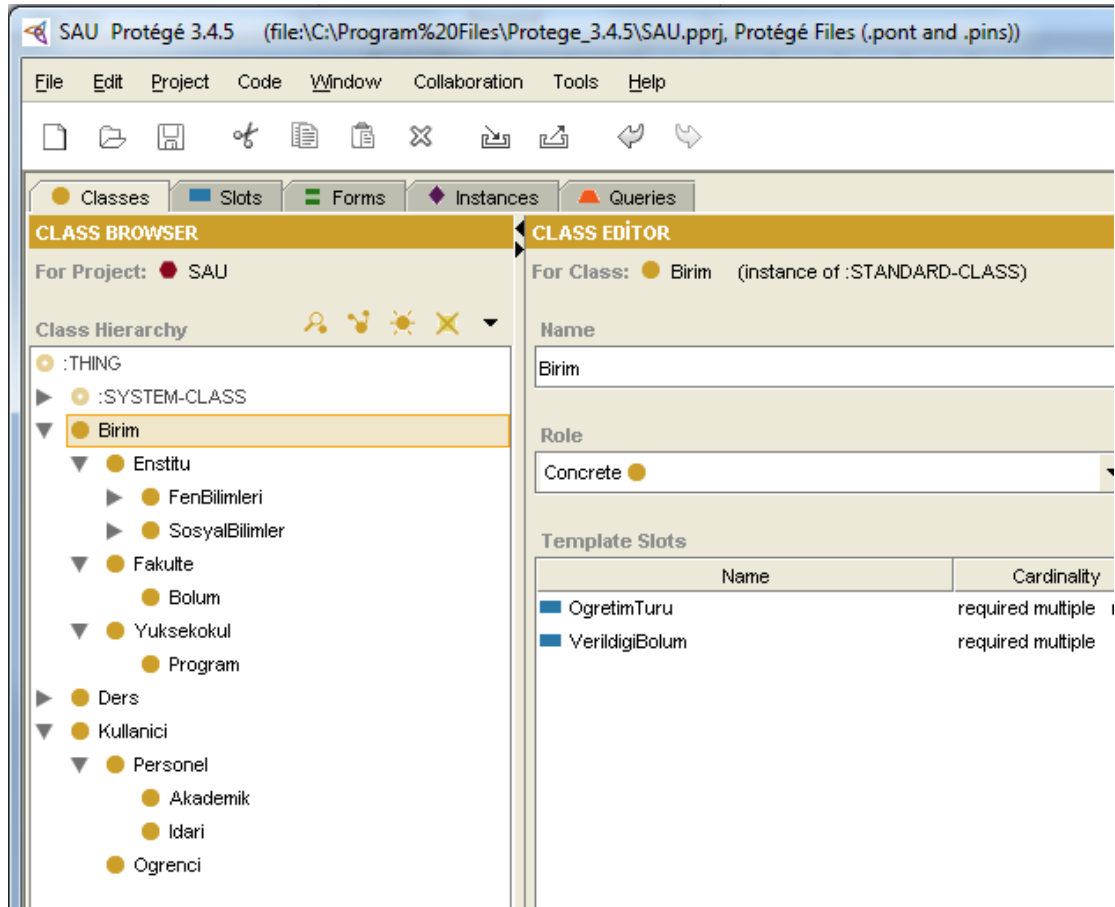 SAU Protégé 3.4.5 (file:\C:\Program%20Files\Protege_3.4.5\SAU.pprj, Protégé Files (.pont and .pins))
File Edit Project Code Window Collaboration Tools Help
Classes Slots Forms Instances Queries
CLASS BROWSER
For Project: SAU
Class Hierarchy
:THING
:SYSTEM-CLASS
Birim
Enstitu
FenBilimleri
SosyalBilimler
Fakulte
Bolum
Yuksekokul
Program
Ders
Kullanici
Personel
Akademik
Idari
Ogrenci
CLASS EDİTOR
For Class: Birim (instance of :STANDARD-CLASS)
Name
Birim
Role
Concrete
Template Slots
Name Cardinality
OgretimTuru required multiple
VerildigiBolum required multiple